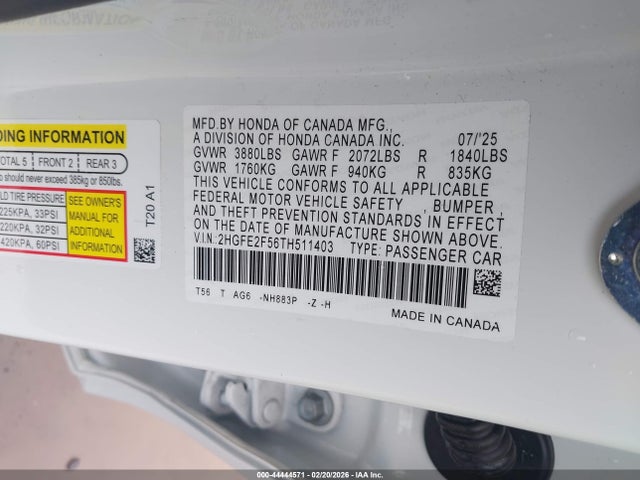 DING INFORMATION
OTAL 5 FRONT 2 REAR 3
should never exceed 385kg or 850lbs.
LD TIRE PRESSURE
225KPA, 33PSI
220KPA, 32PSI
420KPA, 60PSI
SEE OWNER'S
MANUAL FOR
ADDITIONAL
INFORMATION
T20 A1
MFD.BY HONDA OF CANADA MFG.,
A DIVISION OF HONDA CANADA INC. 07/'25
GVWR 3880LBS GAWR F 2072LBS R 1840LBS
GVWR 1760KG GAWR F 940KG R 835KG
THIS VEHICLE CONFORMS TO ALL APPLICABLE
FEDERAL MOTOR VEHICLE SAFETY , BUMPER ,
AND THEFT PREVENTION STANDARDS IN EFFECT
ON THE DATE OF MANUFACTURE SHOWN ABOVE.
V.I.N. 2HGFE2F56TH511403 TYPE: PASSENGER CAR
T56 T AG6 -NH883P -Z -H
MADE IN CANADA
000-44444571 | 02/20/2026 | IAA Inc.